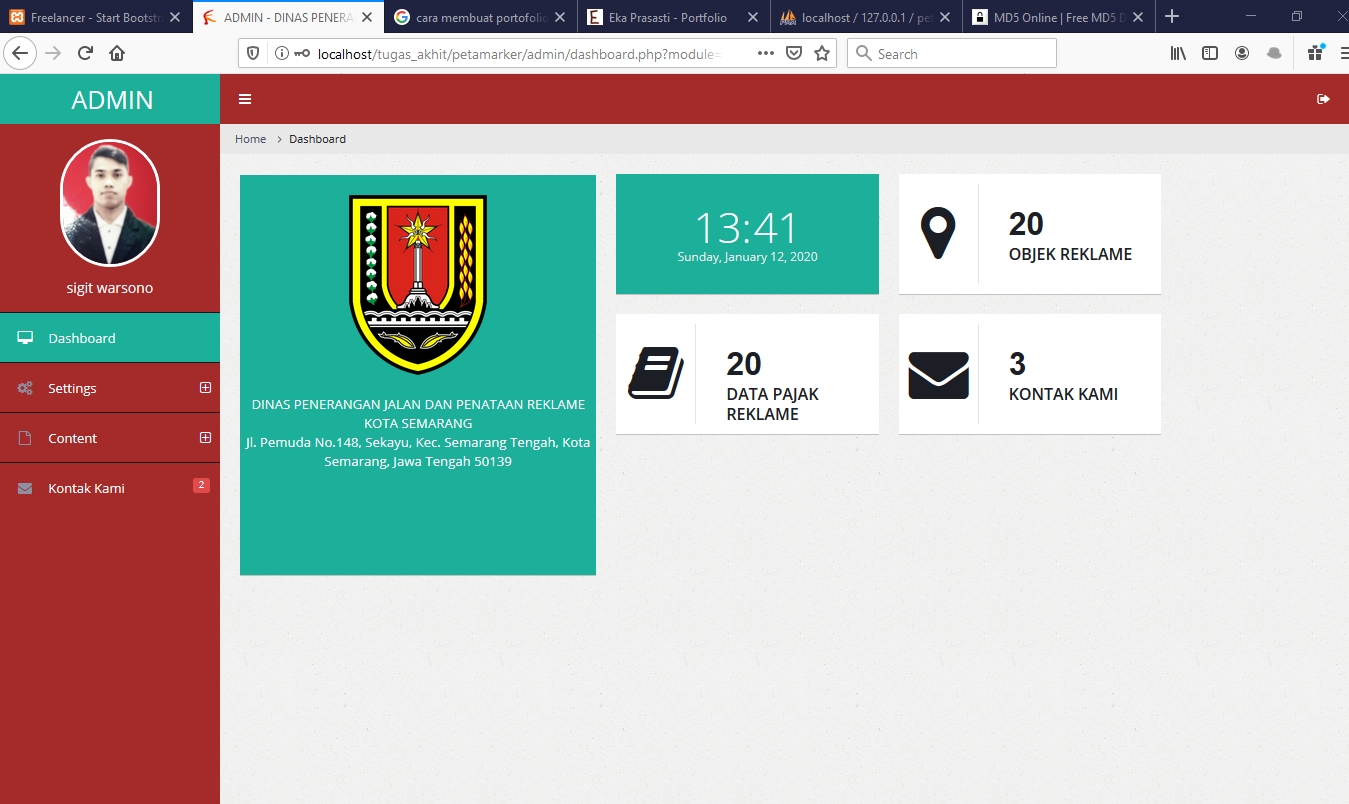 Freelancer - Start Bootstr
ADMIN - DINAS PENERA
cara membuat portofolio
Eka Prasasti - Portfolio
localhost / 127.0.0.1 / pet
MD5 Online | Free MD5 D
localhost/tugas_akhit/petamarker/admin/dashboard.php?module=
Search
ADMIN
Home > Dashboard
sigit warsono
Dashboard
Settings
Content
Kontak Kami 2
DINAS PENERANGAN JALAN DAN PENATAAN REKLAME
KOTA SEMARANG
Jl. Pemuda No.148, Sekayu, Kec. Semarang Tengah, Kota
Semarang, Jawa Tengah 50139
13:41
Sunday, January 12, 2020
20
OBJEK REKLAME
20
DATA PAJAK
REKLAME
3
KONTAK KAMI